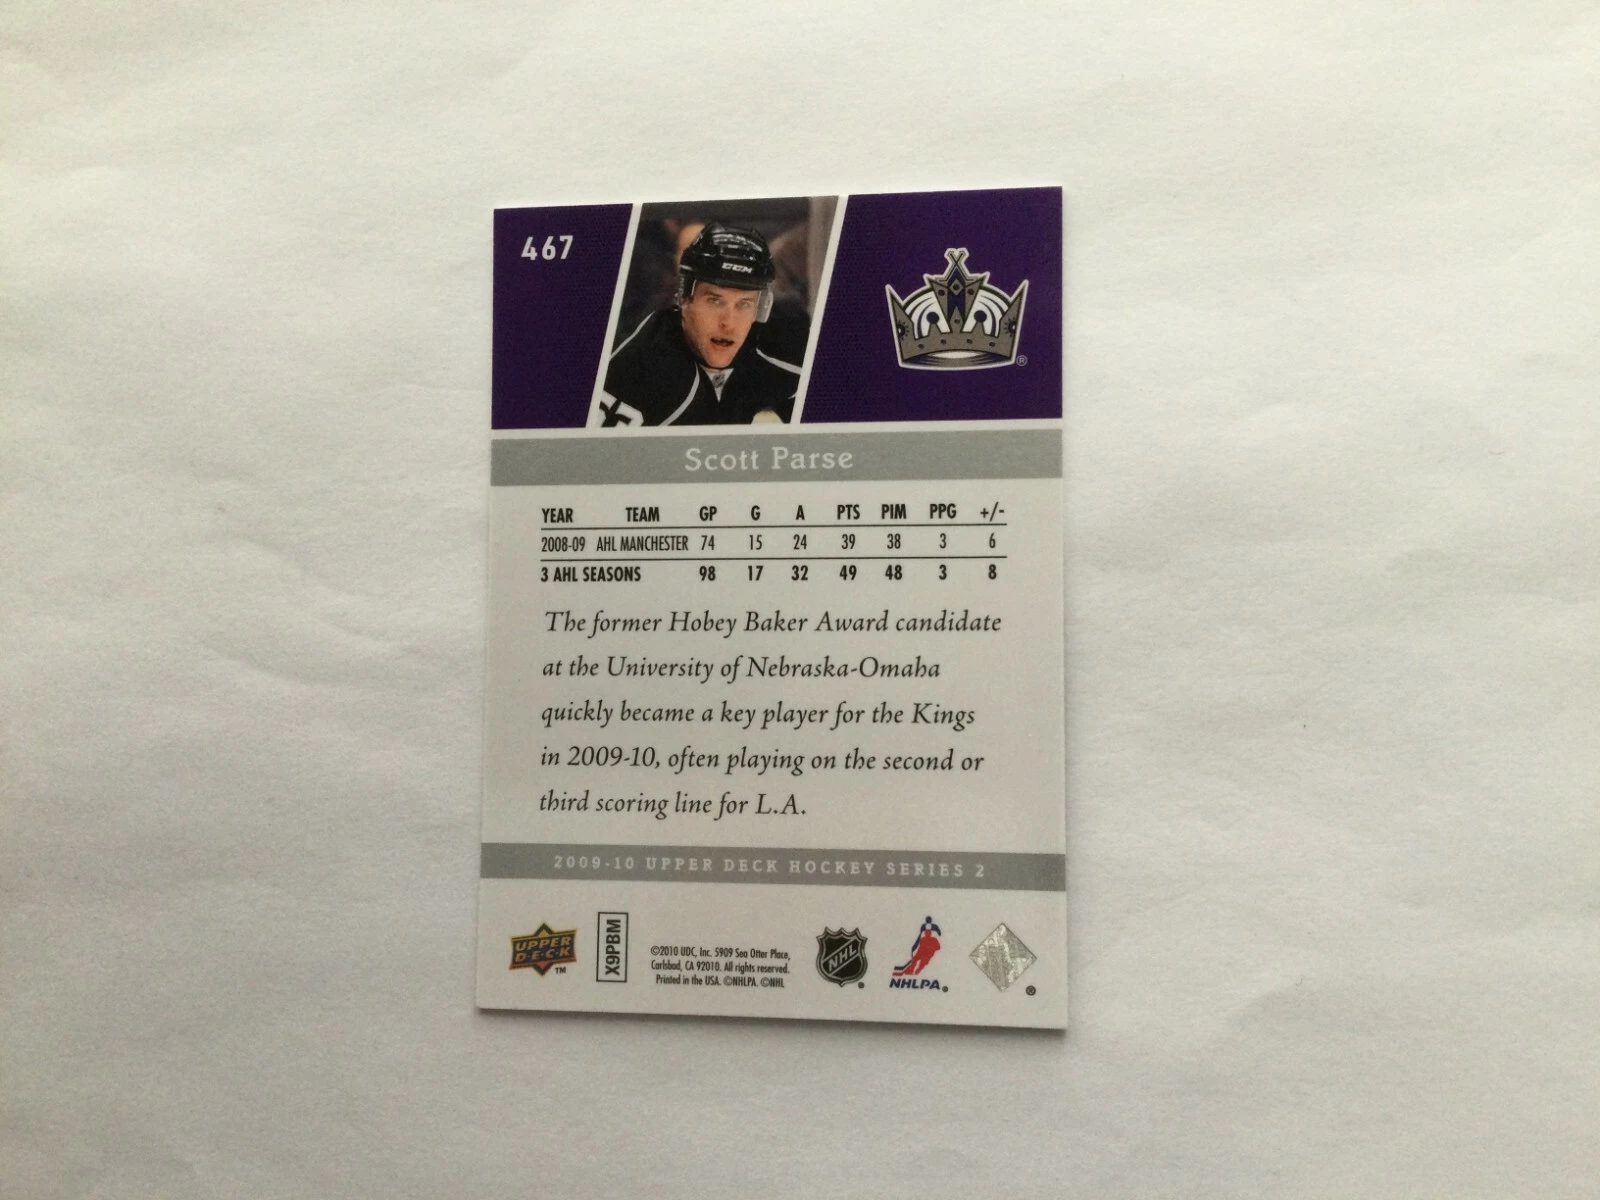 467
CCM
®
Scott Parse
YEAR TEAM GP G A PTS PIM PPG +/-
2008-09 AHL MANCHESTER 74 15 24 39 38 3 6
3 AHL SEASONS 98 17 32 49 48 3 8
The former Hobey Baker Award candidate
at the University of Nebraska-Omaha
quickly became a key player for the Kings
in 2009-10, often playing on the second or
third scoring line for L.A.
2009-10 UPPER DECK HOCKEY SERIES 2
UPPER
D·E·C·K
TM
X9PBM
©2010 UDC, Inc. 5909 Sea Otter Place,
Carlsbad, CA 92010. All rights reserved.
Printed in the USA. ©NHLPA. ©NHL
NHL
NHLPA
®